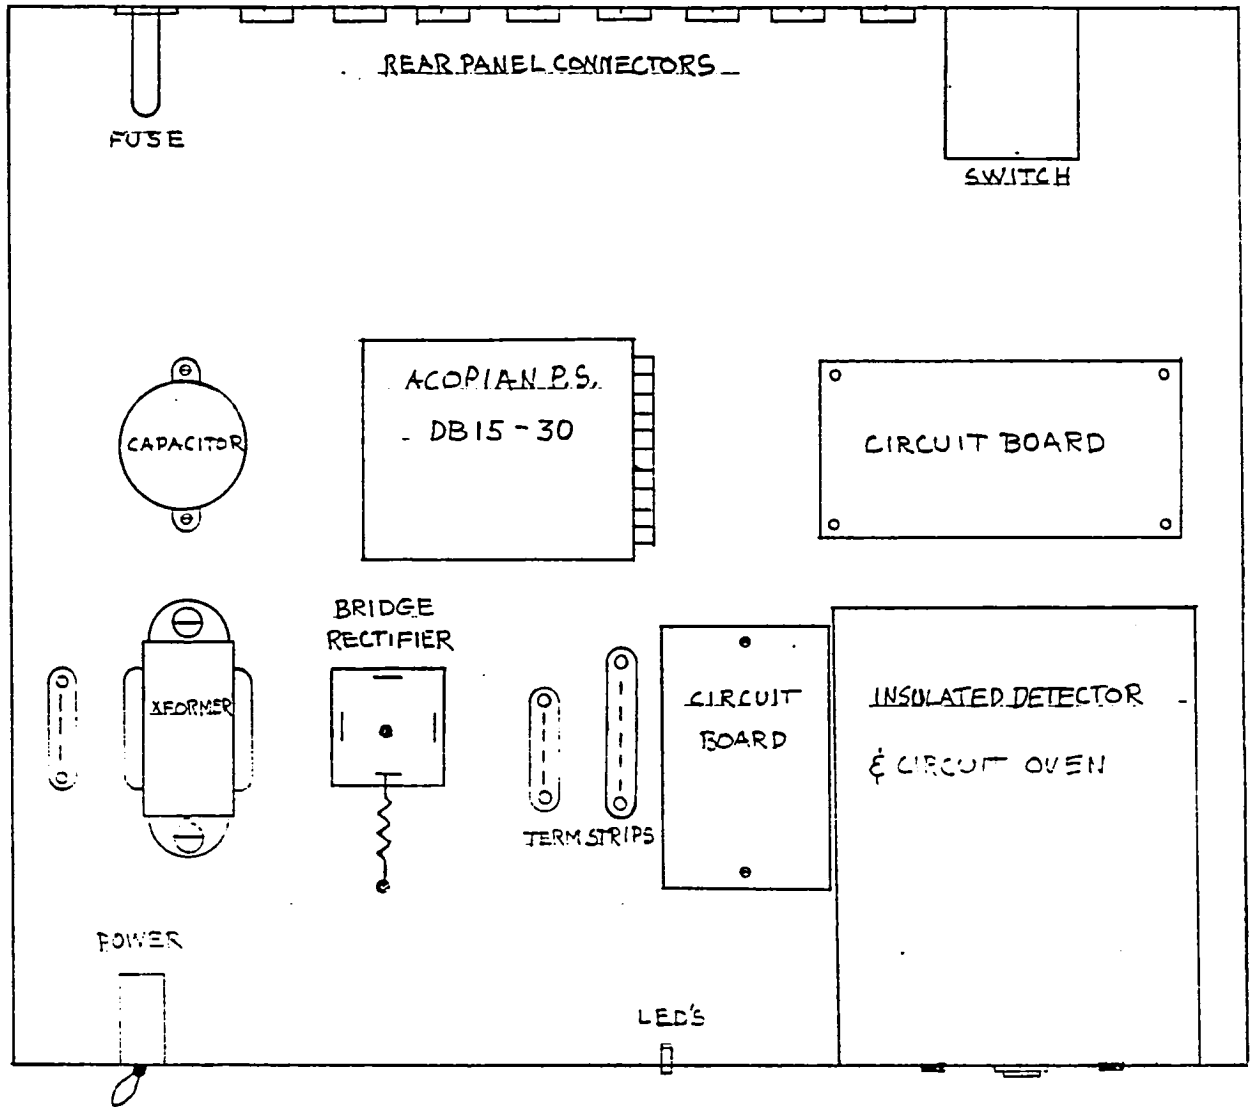 REAR PANEL CONNECTORS
FUSE
SWITCH
ACOPIAN P.S.
DB15-30
CAPACITOR
CIRCUIT BOARD
BRIDGE
RECTIFIER
XFORMER
CIRCUIT
BOARD
INSULATED DETECTOR
& CIRCUIT OVEN
TERM STRIPS
POWER
LED'S